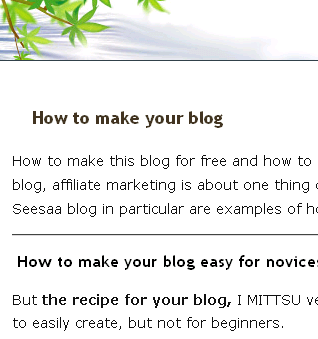 How to make your blog
How to make this blog for free and how to
blog, affiliate marketing is about one thing
Seesaa blog in particular are examples of
How to make your blog easy for novices
But the recipe for your blog, I MITTSU
to easily create, but not for beginners.